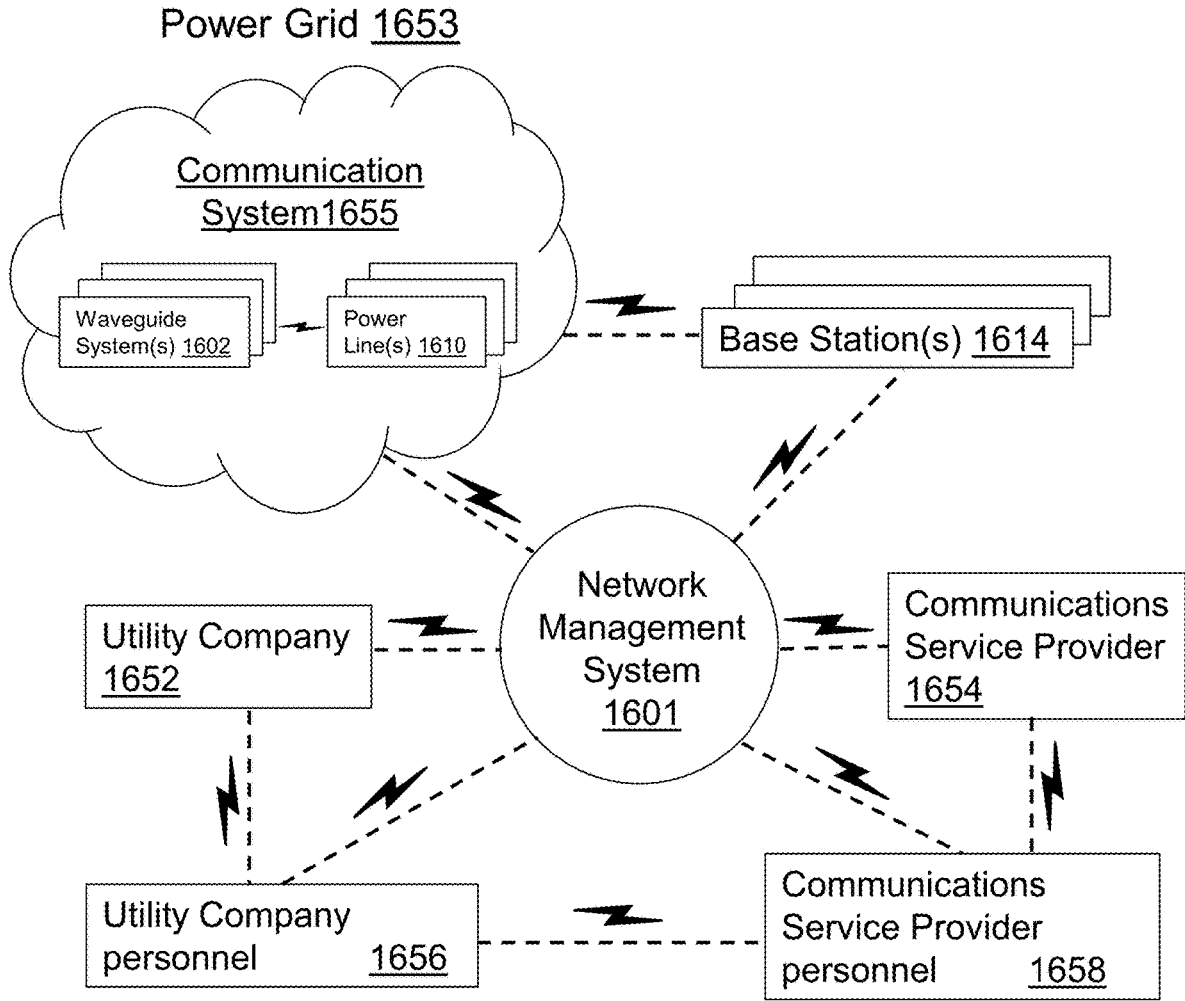 Power Grid 1653
Communication
System1655
Waveguide
System(s) 1602
Power
Line(s) 1610
Base Station(s) 1614
Network
Management
System
1601
Utility Company
1652
Communications
Service Provider
1654
Utility Company
personnel 1656
Communications
Service Provider
personnel 1658